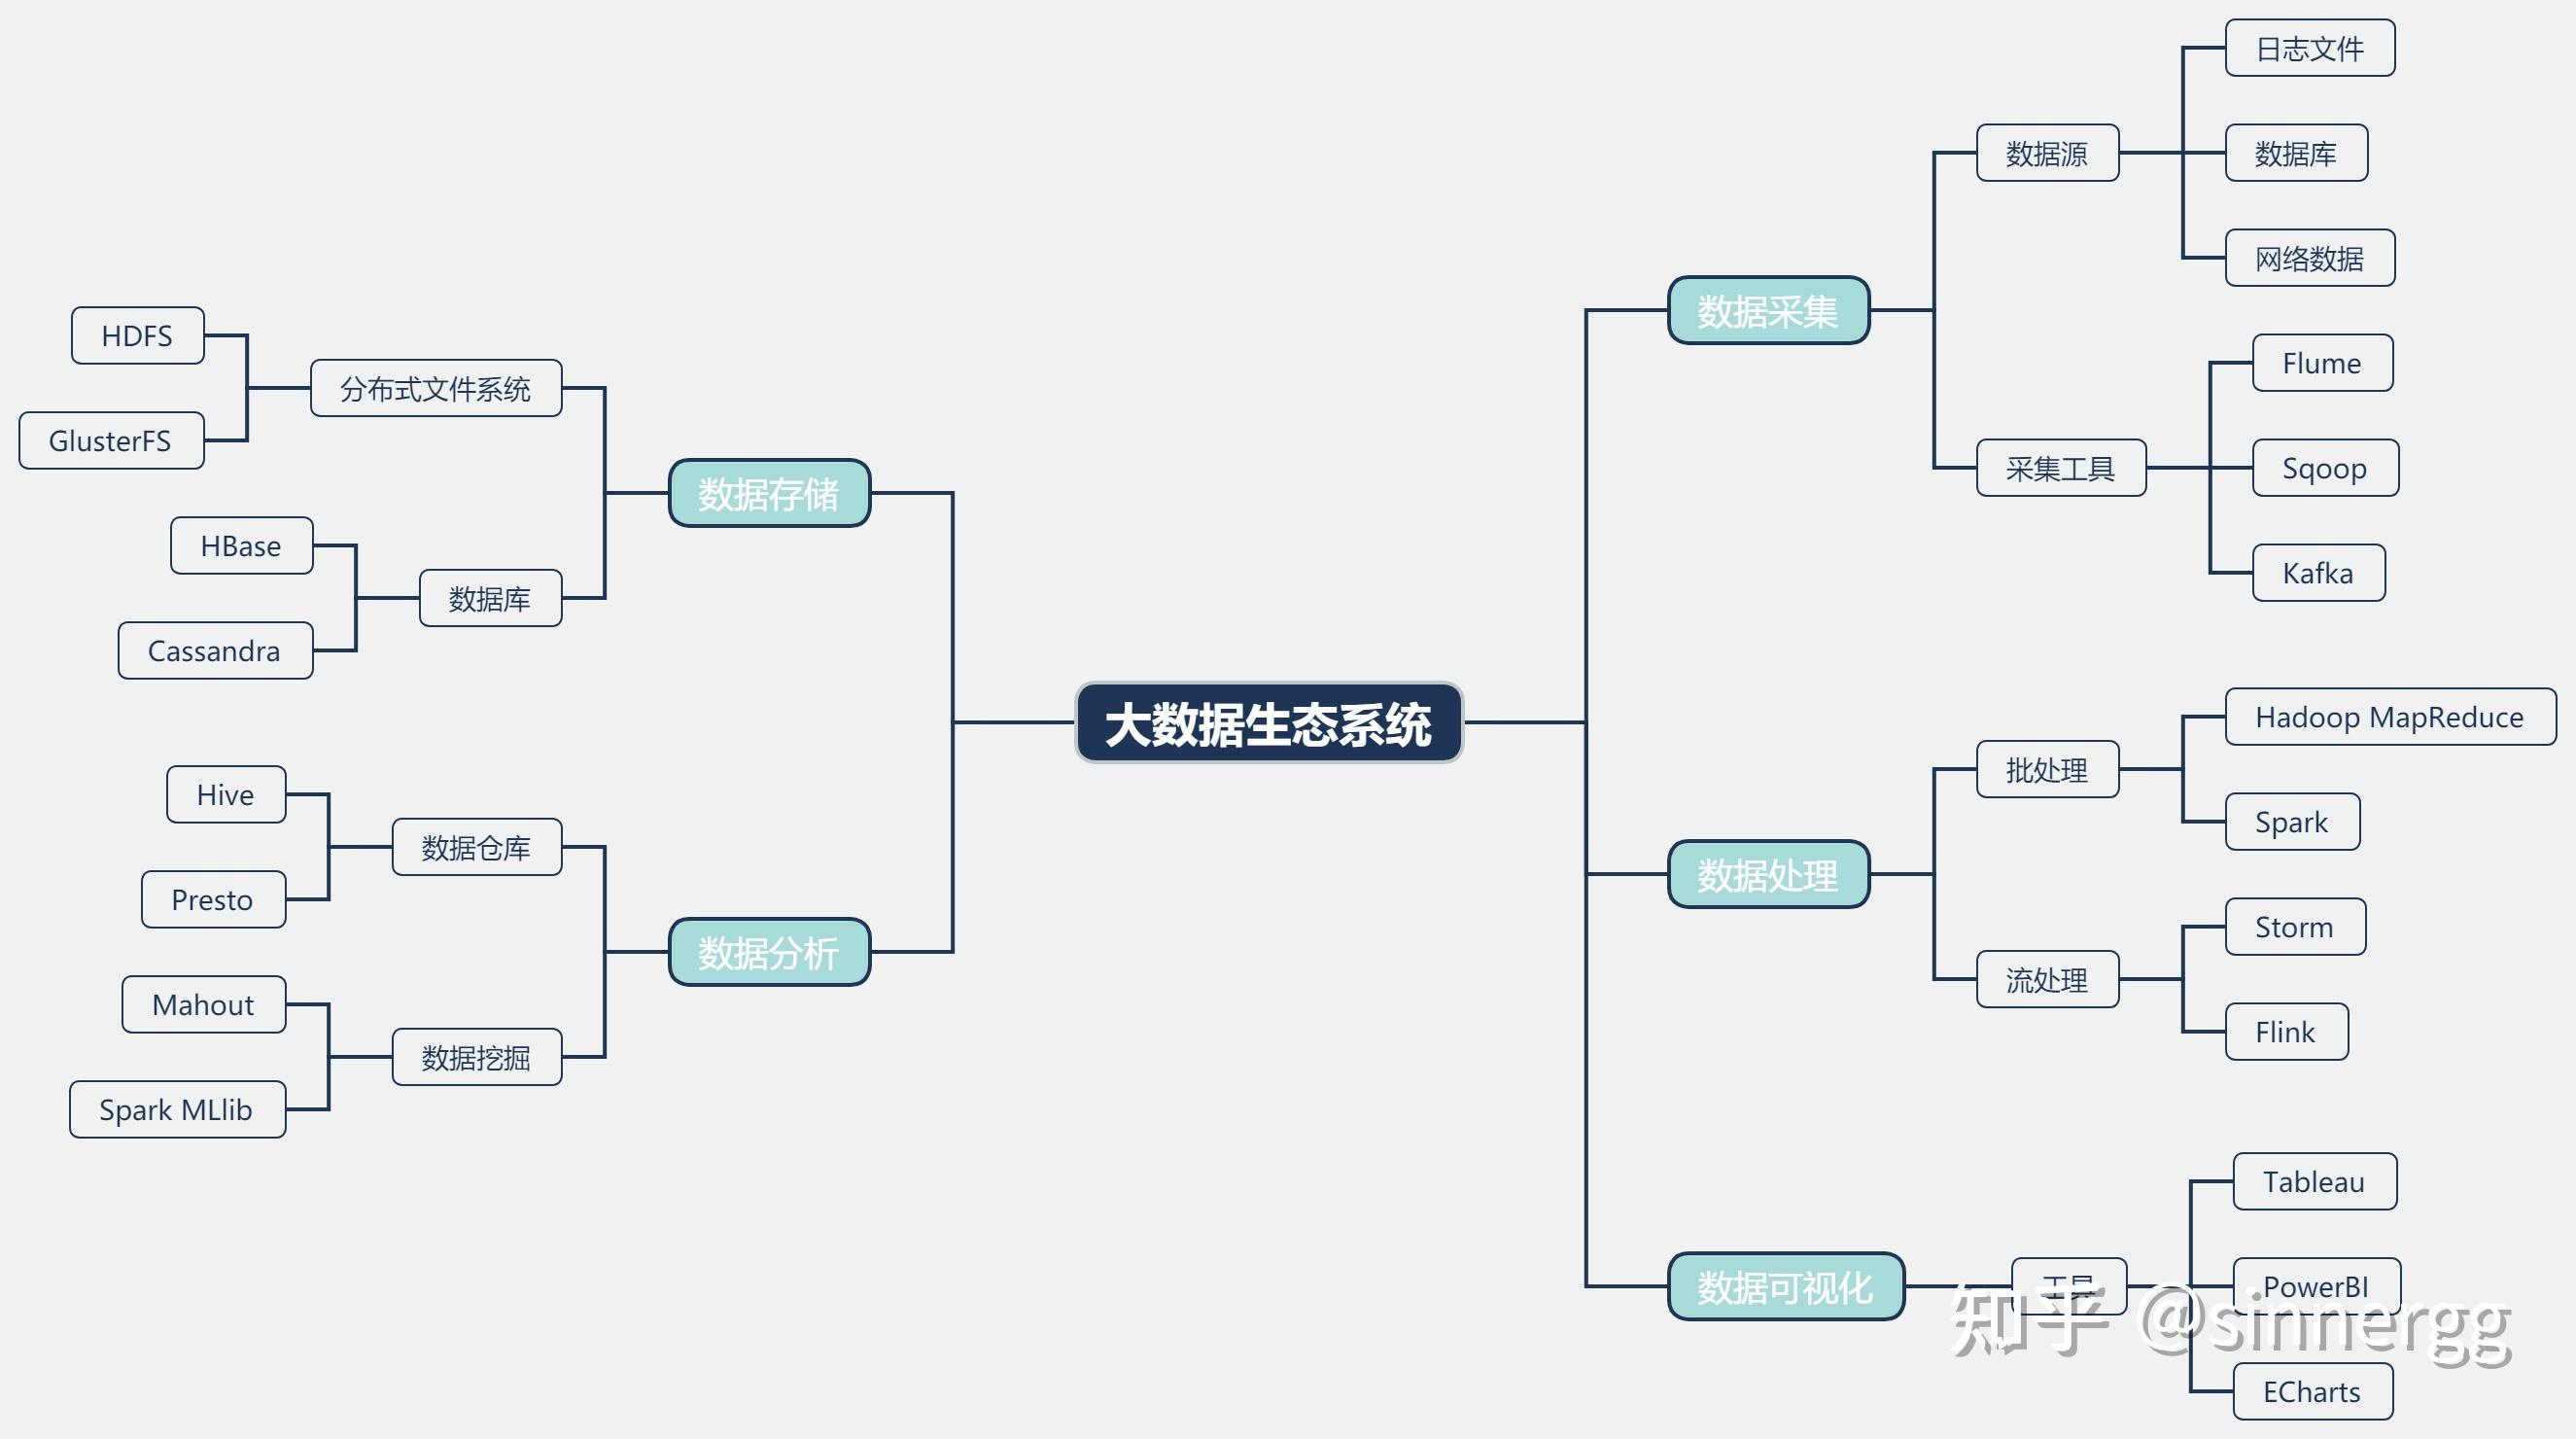 大数据生态系统
数据采集
数据源
日志文件
数据库
网络数据
采集工具
Flume
Sqoop
Kafka
数据处理
批处理
Hadoop MapReduce
Spark
流处理
Storm
Flink
数据可视化
工具
Tableau
PowerBI
ECharts
数据存储
分布式文件系统
HDFS
GlusterFS
数据库
HBase
Cassandra
数据分析
数据仓库
Hive
Presto
数据挖掘
Mahout
Spark MLlib
知乎 @sinnergg